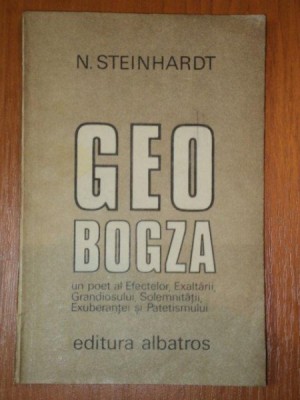 N. STEINHARDT
GEO
BOGZA
un poet al Efectelor, Exaltării,
Grandiosului, Solemnității,
Exuberanței și Patetismului
editura albatros